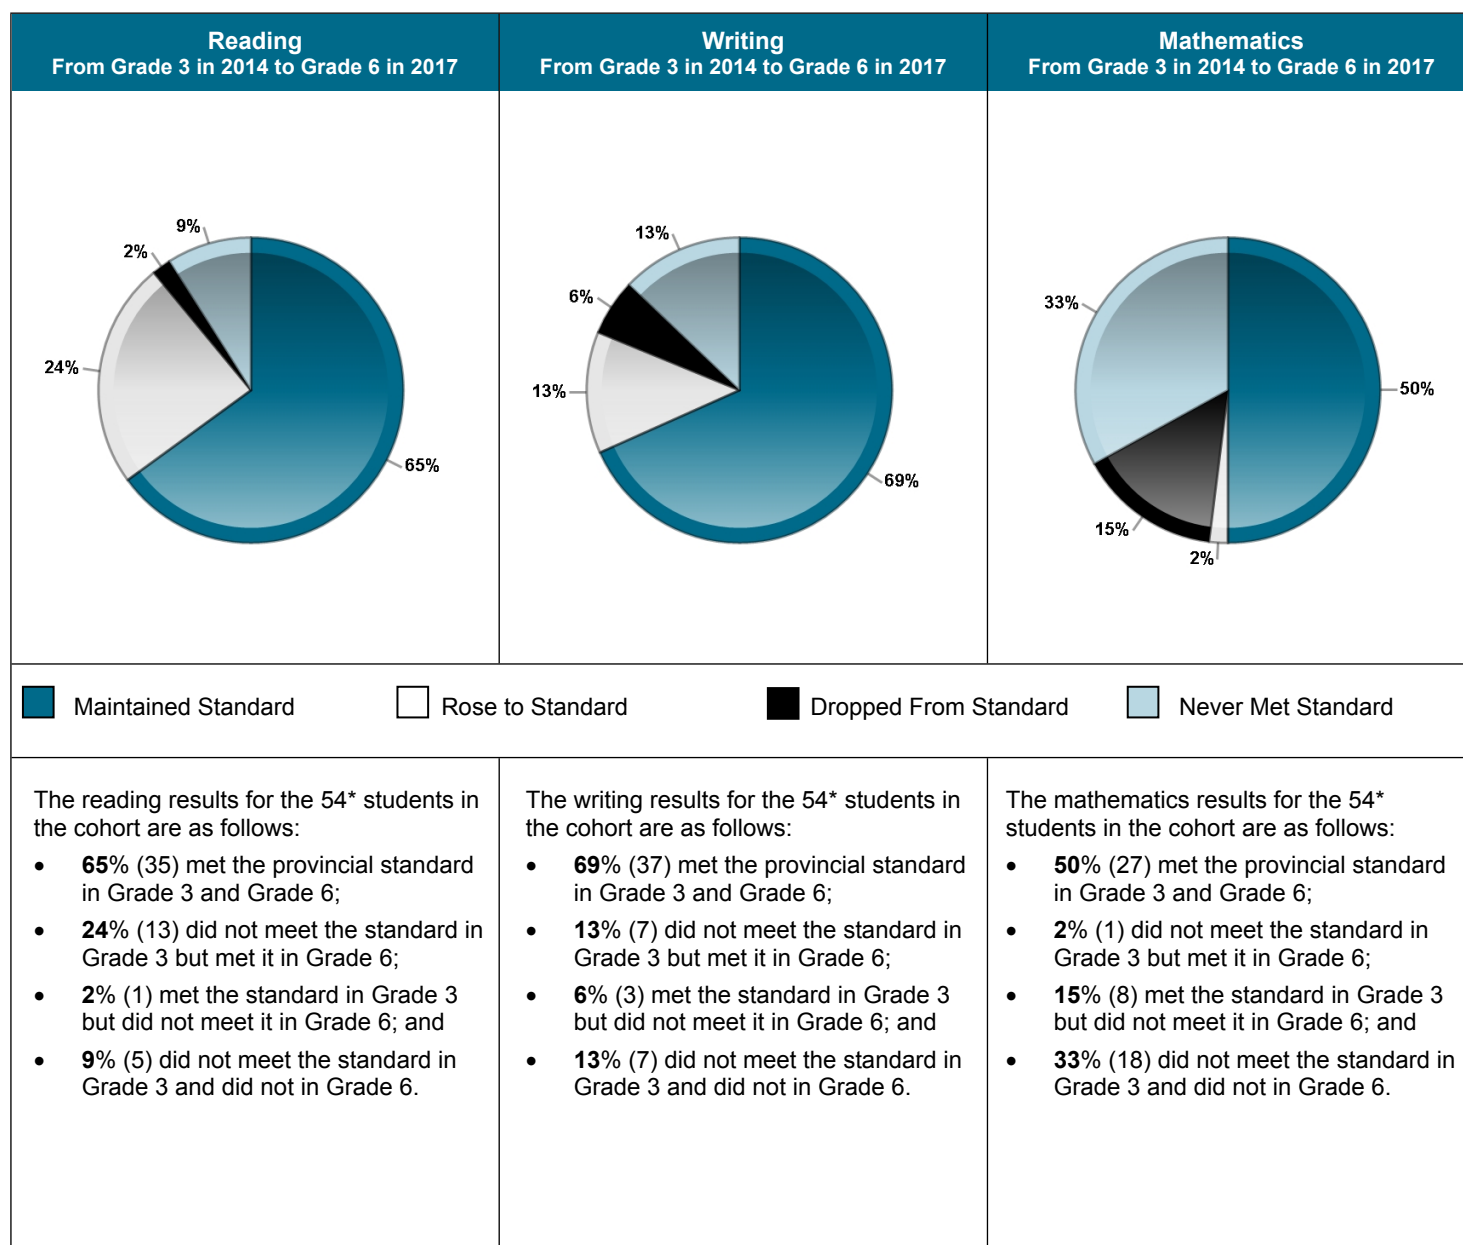 Reading
From Grade 3 in 2014 to Grade 6 in 2017
Writing
From Grade 3 in 2014 to Grade 6 in 2017
Mathematics
From Grade 3 in 2014 to Grade 6 in 2017
9%
2%
24%
65%
13%
6%
13%
69%
33%
50%
15%
2%
Maintained Standard
Rose to Standard
Dropped From Standard
Never Met Standard
The reading results for the 54* students in
the cohort are as follows:
• 65% (35) met the provincial standard
in Grade 3 and Grade 6;
• 24% (13) did not meet the standard in
Grade 3 but met it in Grade 6;
• 2% (1) met the standard in Grade 3
but did not meet it in Grade 6; and
• 9% (5) did not meet the standard in
Grade 3 and did not in Grade 6.
The writing results for the 54* students in
the cohort are as follows:
• 69% (37) met the provincial standard
in Grade 3 and Grade 6;
• 13% (7) did not meet the standard in
Grade 3 but met it in Grade 6;
• 6% (3) met the standard in Grade 3
but did not meet it in Grade 6; and
• 13% (7) did not meet the standard in
Grade 3 and did not in Grade 6.
The mathematics results for the 54*
students in the cohort are as follows:
• 50% (27) met the provincial standard
in Grade 3 and Grade 6;
• 2% (1) did not meet the standard in
Grade 3 but met it in Grade 6;
• 15% (8) met the standard in Grade 3
but did not meet it in Grade 6; and
• 33% (18) did not meet the standard in
Grade 3 and did not in Grade 6.